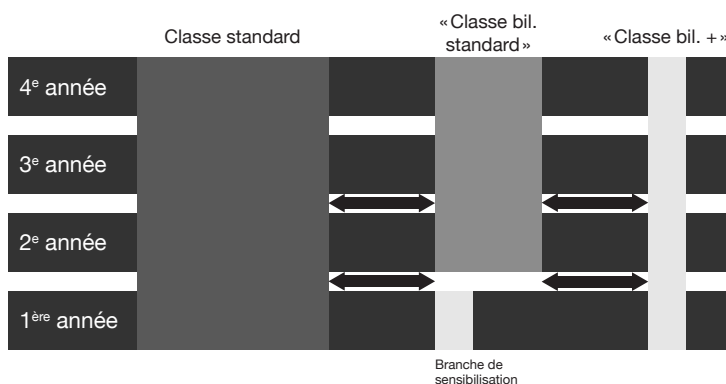 Classe standard
«Classe bil.
standard»
«Classe bil. +»
4e année
3e année
2e année
1ère année
Branche de
sensibilisation